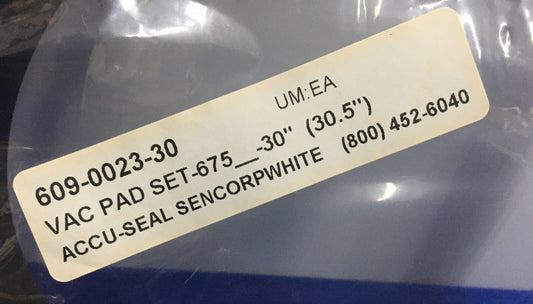 UM:EA
609-0023-30
VAC PAD SET-675__-30" (30.5")
ACCU-SEAL SENCORPWHITE (800) 452-6040